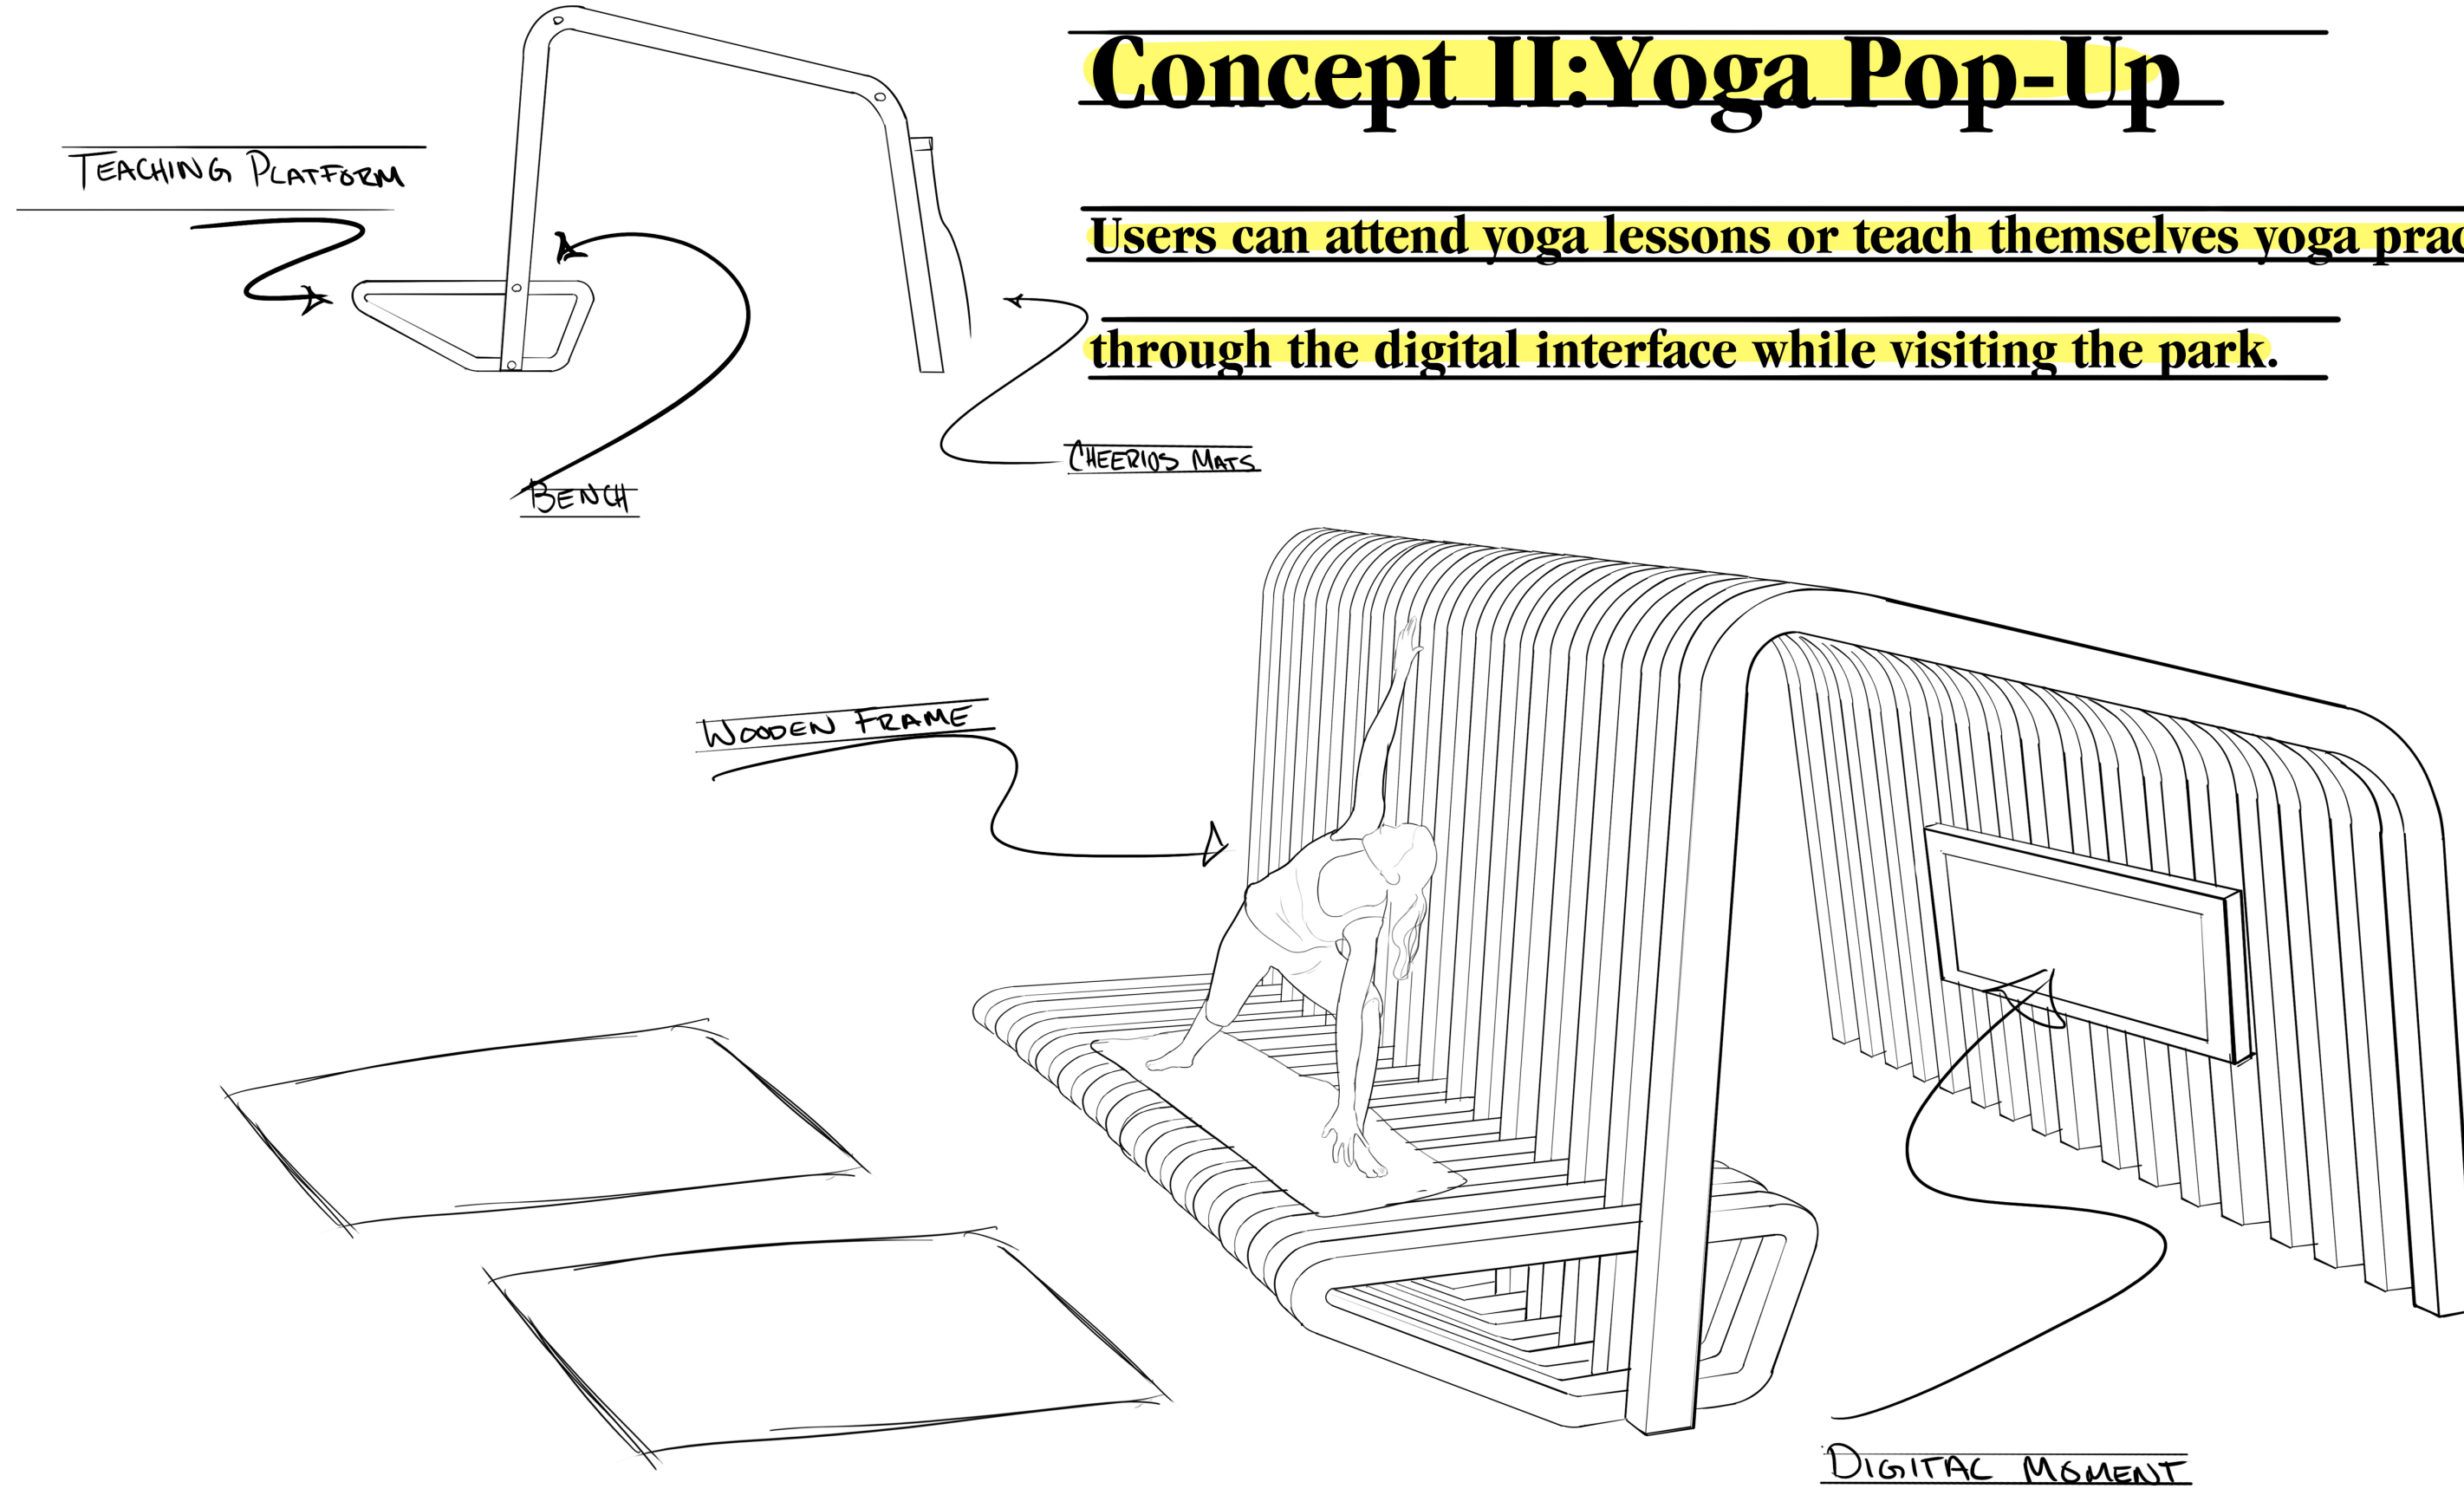 Concept II:Yoga Pop-Up
TEACHING PLATFORM
Users can attend yoga lessons or teach themselves yoga
through the digital interface while visiting the park.
CHEERIOS MATS
BENCH
WOODEN FRAME
DIGITAL MOMENT